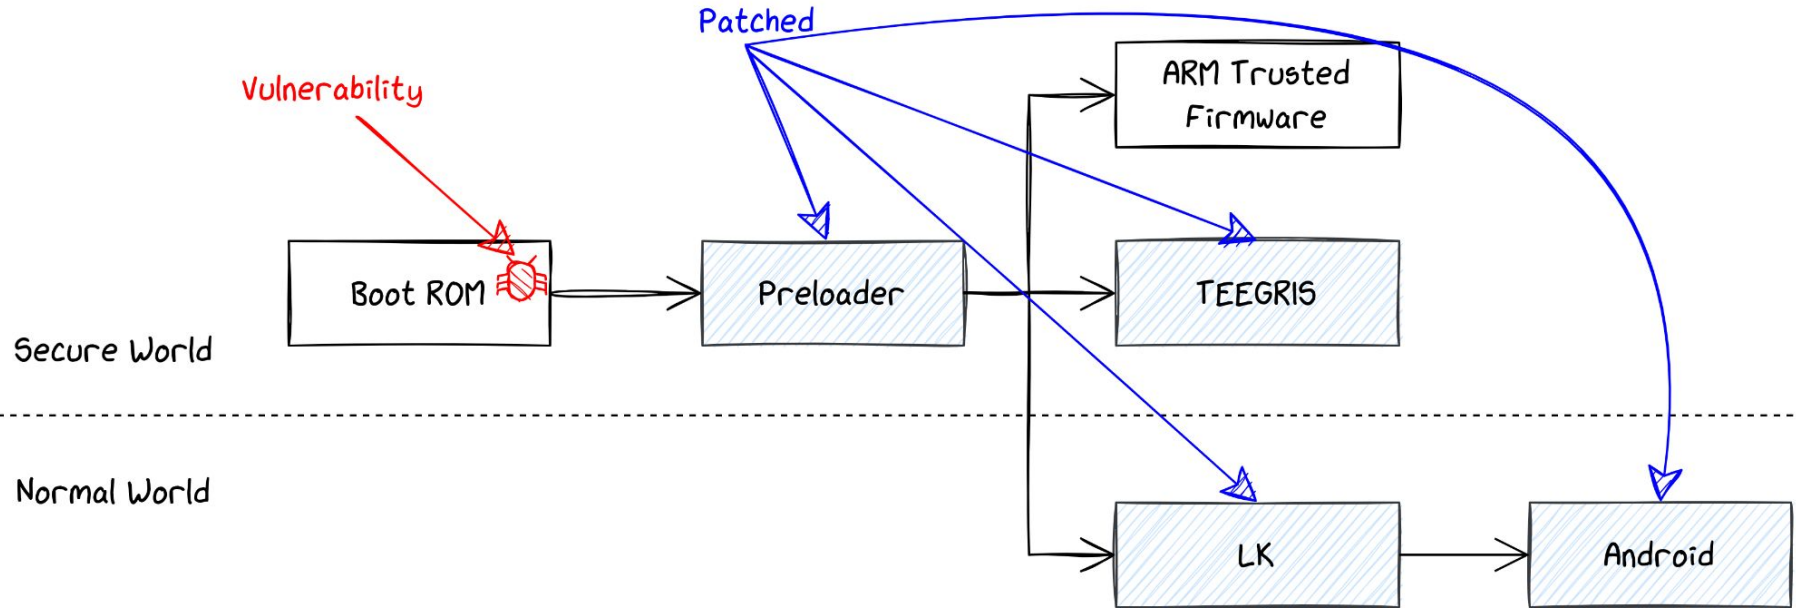 Patched
Vulnerability
ARM Trusted
Firmware
Boot ROM
Preloader
TEEGRIS
Secure World
Normal World
LK
Android